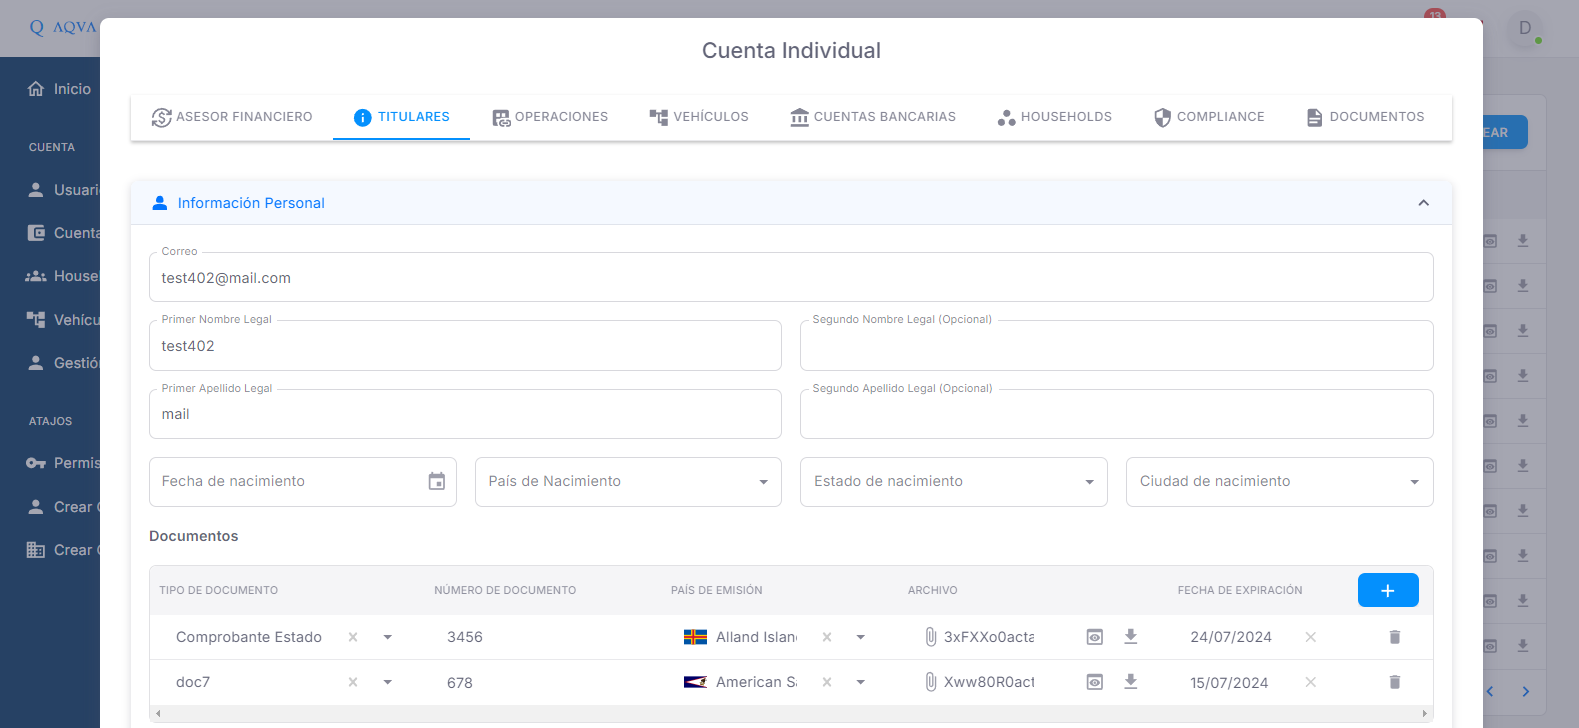 AQVA
13
D
Cuenta Individual
Inicio
ASESOR FINANCIERO
TITULARES
OPERACIONES
VEHÍCULOS
CUENTAS BANCARIAS
HOUSEHOLDS
COMPLIANCE
DOCUMENTOS
EAR
CUENTA
Usuari
Cuenta
House
Vehícu
Gestión
ATAJOS
Permis
Crear C
Crear C
Información Personal
Correo
test402@mail.com
Primer Nombre Legal
Segundo Nombre Legal (Opcional)
test402
Primer Apellido Legal
Segundo Apellido Legal (Opcional)
mail
Fecha de nacimiento
País de Nacimiento
Estado de nacimiento
Ciudad de nacimiento
Documentos
TIPO DE DOCUMENTO NÚMERO DE DOCUMENTO PAÍS DE EMISIÓN ARCHIVO FECHA DE EXPIRACIÓN
Comprobante Estado 3456 Alland Islan 3xFXXo0acta 24/07/2024
doc7 678 American Sa Xww80R0act 15/07/2024